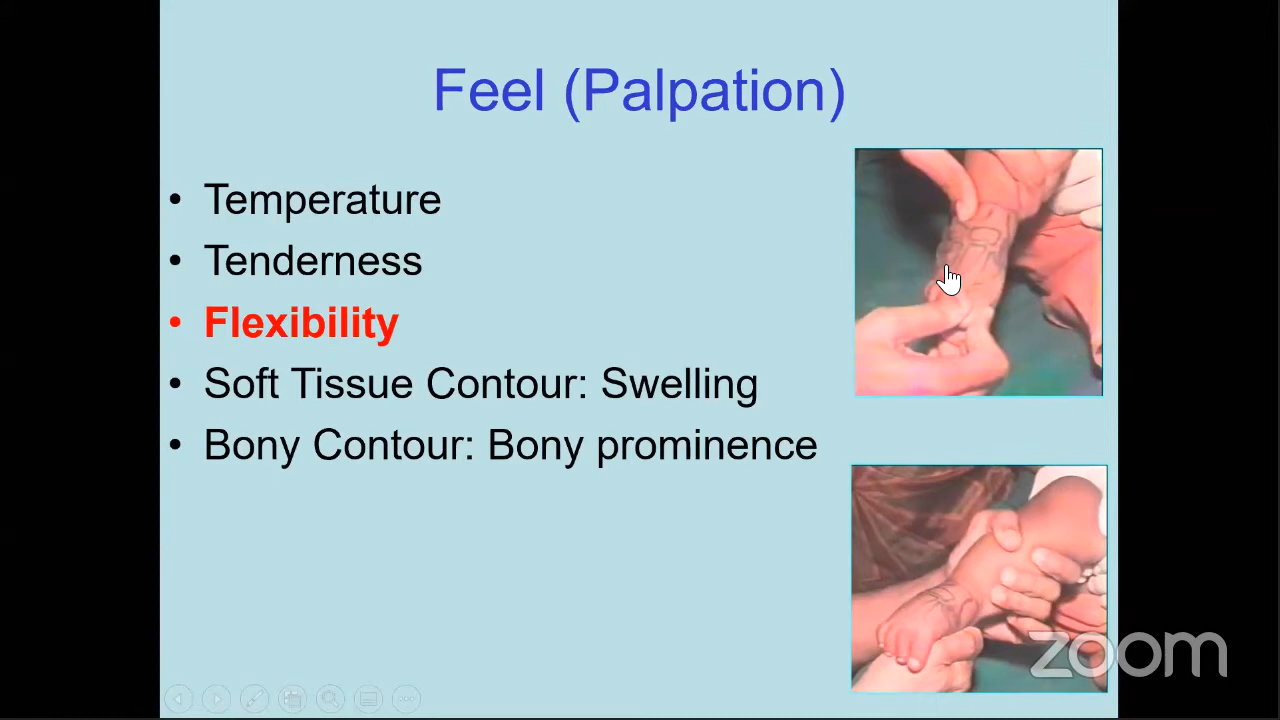 Feel (Palpation)
• Temperature
• Tenderness
• Flexibility
• Soft Tissue Contour: Swelling
• Bony Contour: Bony prominence
zoom